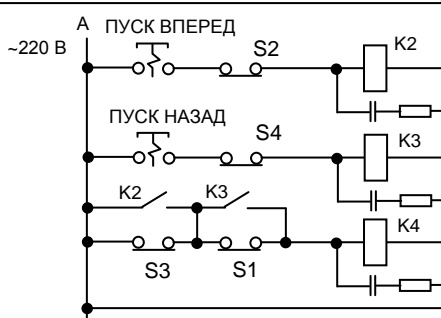 А ПУСК ВПЕРЕД
~220 В S2 K2
ПУСК НАЗАД
S4 K3
K2 K3
K4
S3 S1